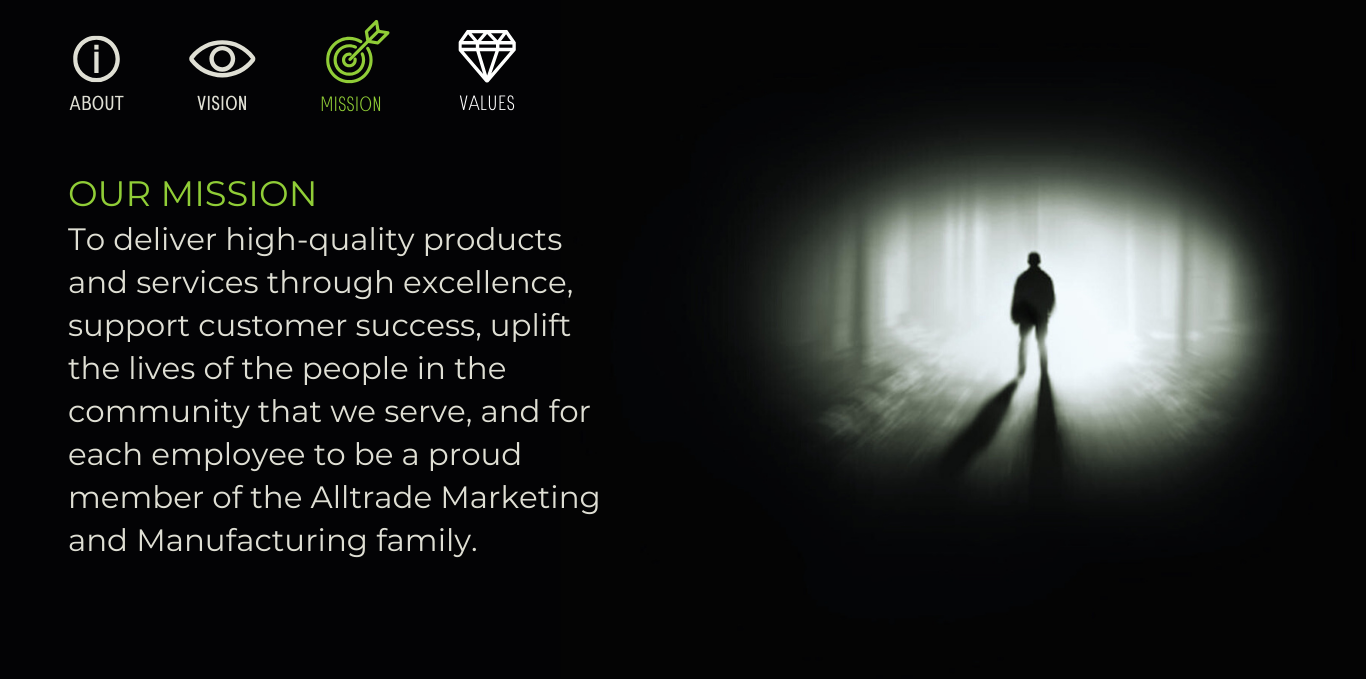 ABOUT VISION MISSION VALUES
OUR MISSION
To deliver high-quality products
and services through excellence,
support customer success, uplift
the lives of the people in the
community that we serve, and for
each employee to be a proud
member of the Alltrade Marketing
and Manufacturing family.